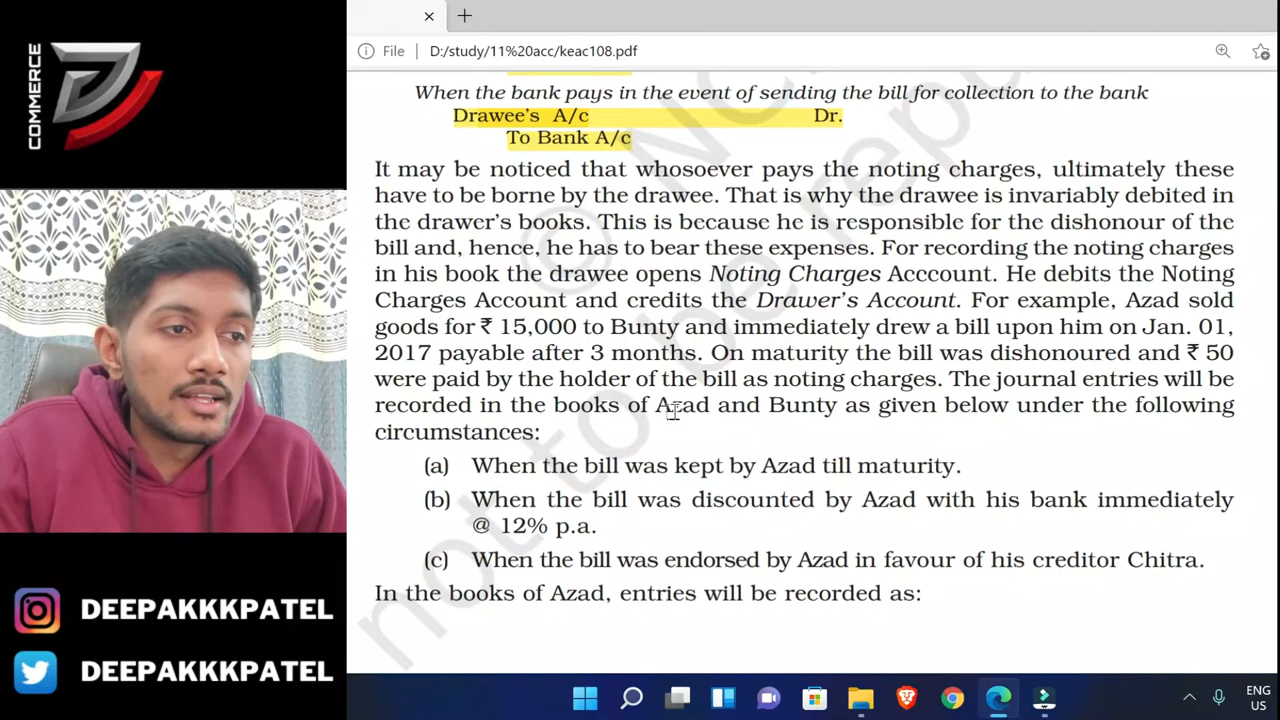 COMMERCE
File
D:/study/11%20acc/keac108.pdf
When the bank pays in the event of sending the bill for collection to the bank
Drawee's A/c Dr.
To Bank A/c
It may be noticed that whosoever pays the noting charges, ultimately these
have to be borne by the drawee. That is why the drawee is invariably debited in
the drawer's books. This is because he is responsible for the dishonour of the
bill and, hence, he has to bear these expenses. For recording the noting charges
in his book the drawee opens Noting Charges Acccount. He debits the Noting
Charges Account and credits the Drawer's Account. For example, Azad sold
goods for ₹ 15,000 to Bunty and immediately drew a bill upon him on Jan. 01,
2017 payable after 3 months. On maturity the bill was dishonoured and ₹ 50
were paid by the holder of the bill as noting charges. The journal entries will be
recorded in the books of Azad and Bunty as given below under the following
circumstances:
(a) When the bill was kept by Azad till maturity.
(b) When the bill was discounted by Azad with his bank immediately
@ 12% p.a.
(c) When the bill was endorsed by Azad in favour of his creditor Chitra.
In the books of Azad, entries will be recorded as:
not to be rep
© NC
DEEPAKKKPATEL
DEEPAKKKPATEL
ENG
US